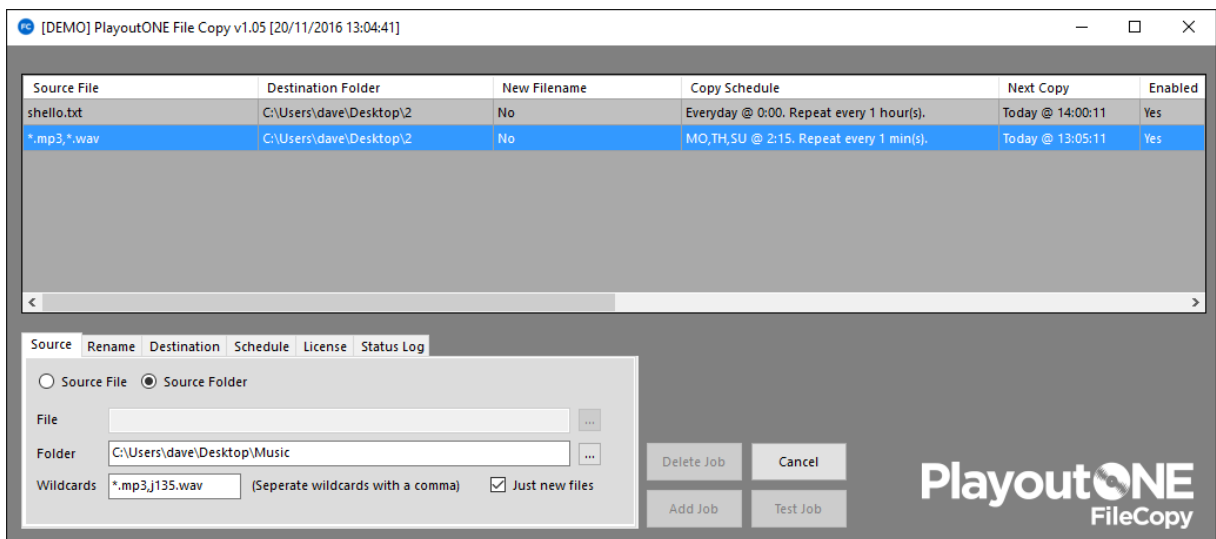 FC [DEMO] PlayoutONE File Copy v1.05 [20/11/2016 13:04:41]
Source File Destination Folder New Filename Copy Schedule Next Copy Enabled
shello.txt C:\Users\dave\Desktop\2 No Everyday @ 0:00. Repeat every 1 hour(s). Today @ 14:00:11 Yes
*.mp3,*.wav C:\Users\dave\Desktop\2 No MO,TH,SU @ 2:15. Repeat every 1 min(s). Today @ 13:05:11 Yes
Source Rename Destination Schedule License Status Log
Source File Source Folder
File ...
Folder C:\Users\dave\Desktop\Music ...
Wildcards *.mp3,j135.wav (Seperate wildcards with a comma) Just new files
Delete Job Cancel
Add Job Test Job
PlayoutONE
FileCopy